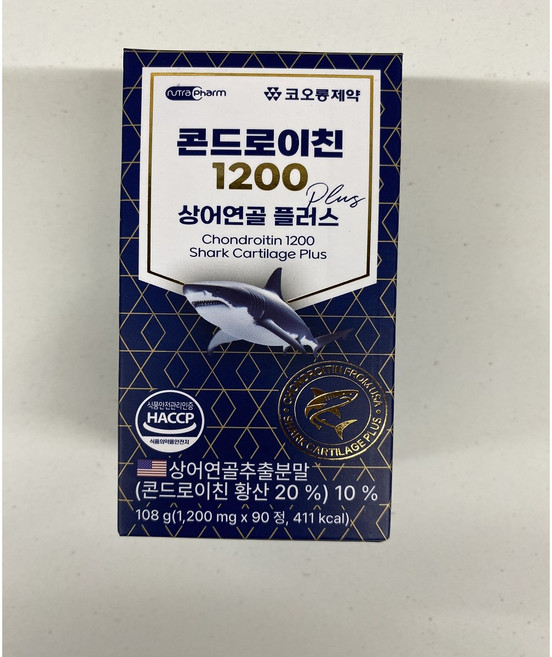 nutrapharm 코오롱제약
콘드로이친
1200
Plus
상어연골 플러스
Chondroitin 1200
Shark Cartilage Plus
식품안전관리인증
HACCP
식품의약품안전처
CHONDROITIN FROM USA
SHARK CARTILAGE PLUS
상어연골추출분말
(콘드로이친 황산 20 %) 10 %
108 g(1,200 mg x 90 정, 411 kcal)